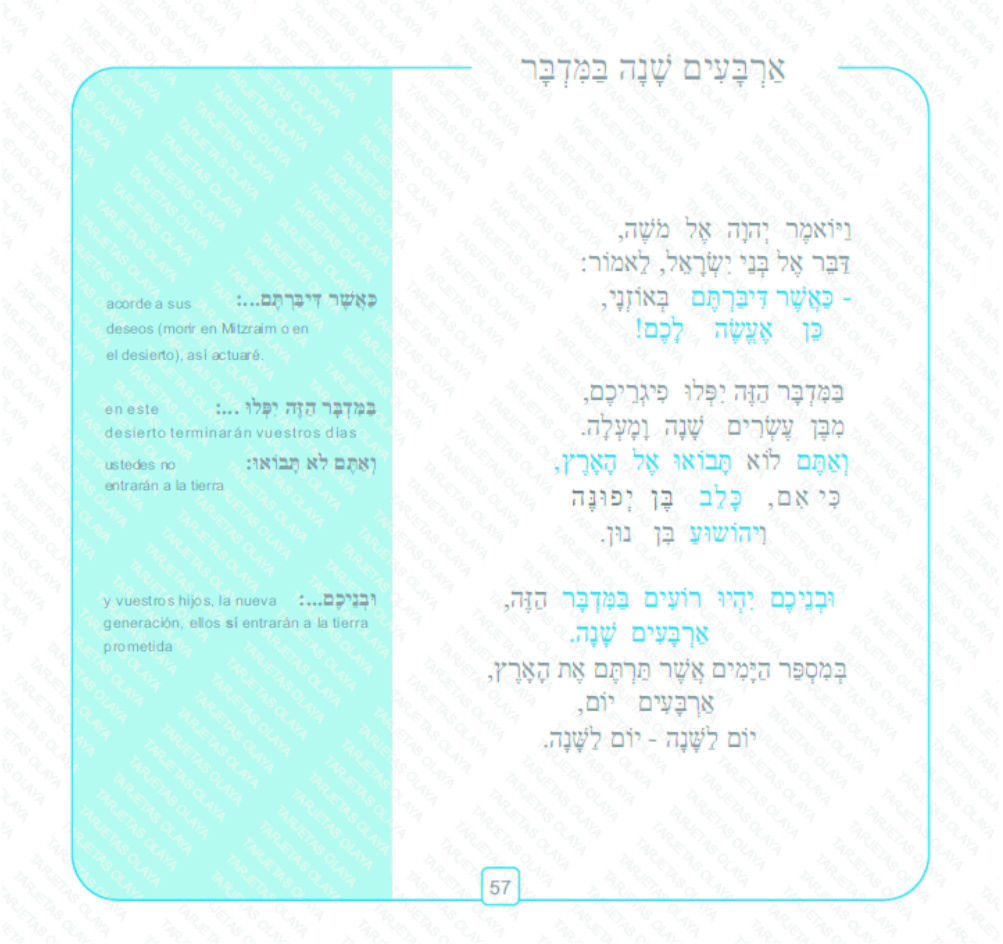 אַרְבָּעִים שָׁנָה בַּמִּדְבָּר
וַיּוֹאמֶר יְהוָה אֶל מֹשֶׁה,
דַּבֵּר אֶל בְּנֵי יִשְׂרָאֵל, לֵאמוֹר:
- כַּאֲשֶׁר דִּיבַּרְתֶּם בְּאוֹזְנָי,
כֵּן אֶעֱשֶׂה לָכֶם!
בַּמִּדְבָּר הַזֶּה יִפְּלוּ פִיגְרֵיכֶם,
מִבֶּן עֶשְׂרִים שָׁנָה וָמָעְלָה.
וְאַתֶּם לוֹא תָּבוֹאוּ אֶל הָאָרֶץ,
כִּי אִם, כָּלֵב בֶּן יְפוּנֶּה
וִיהוֹשׁוּעַ בִּן נוּן.
וּבְנֵיכֶם יִהְיוּ רוֹעִים בַּמִּדְבָּר הַזֶּה,
אַרְבָּעִים שָׁנָה.
בְּמִסְפַּר הַיָּמִים אֲשֶׁר תַּרְתֶּם אֶת הָאָרֶץ,
אַרְבָּעִים יוֹם,
יוֹם לַשָּׁנָה - יוֹם לַשָּׁנָה.
כַּאֲשֶׁר דִּיבַּרְתֶּם...: acorde a sus
deseos (morir en Mitzraim o en
el desierto), así actuaré.
בַּמִּדְבָּר הַזֶּה יִפְּלוּ ...: en este
desierto terminarán vuestros días
וְאַתֶּם לֹא תָּבוֹאוּ: ustedes no
entrarán a la tierra
וּבְנֵיכֶם...: y vuestros hijos, la nueva
generación, ellos sí entrarán a la tierra
prometida
57
TARJETAS OLAYA